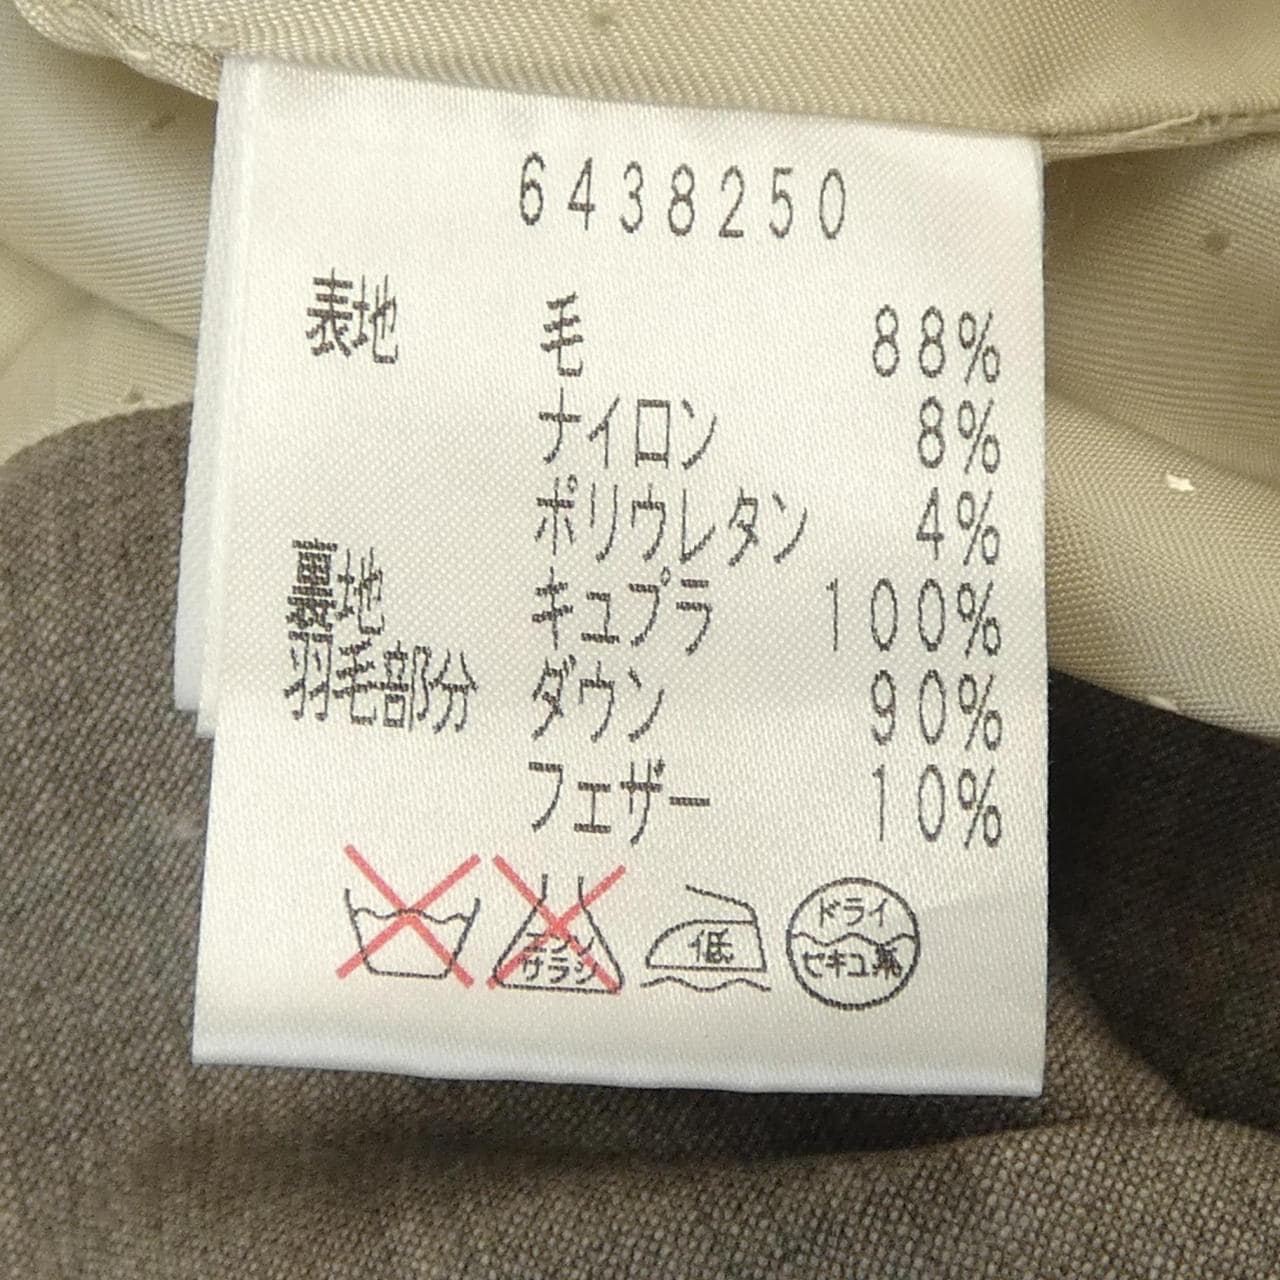 6438250
表地 毛 88%
ナイロン 8%
ポリウレタン 4%
裏地 キュプラ 100%
羽毛部分 ダウン 90%
フェザー 10%
エンソ
サラシ
低
ドライ
セキユ系